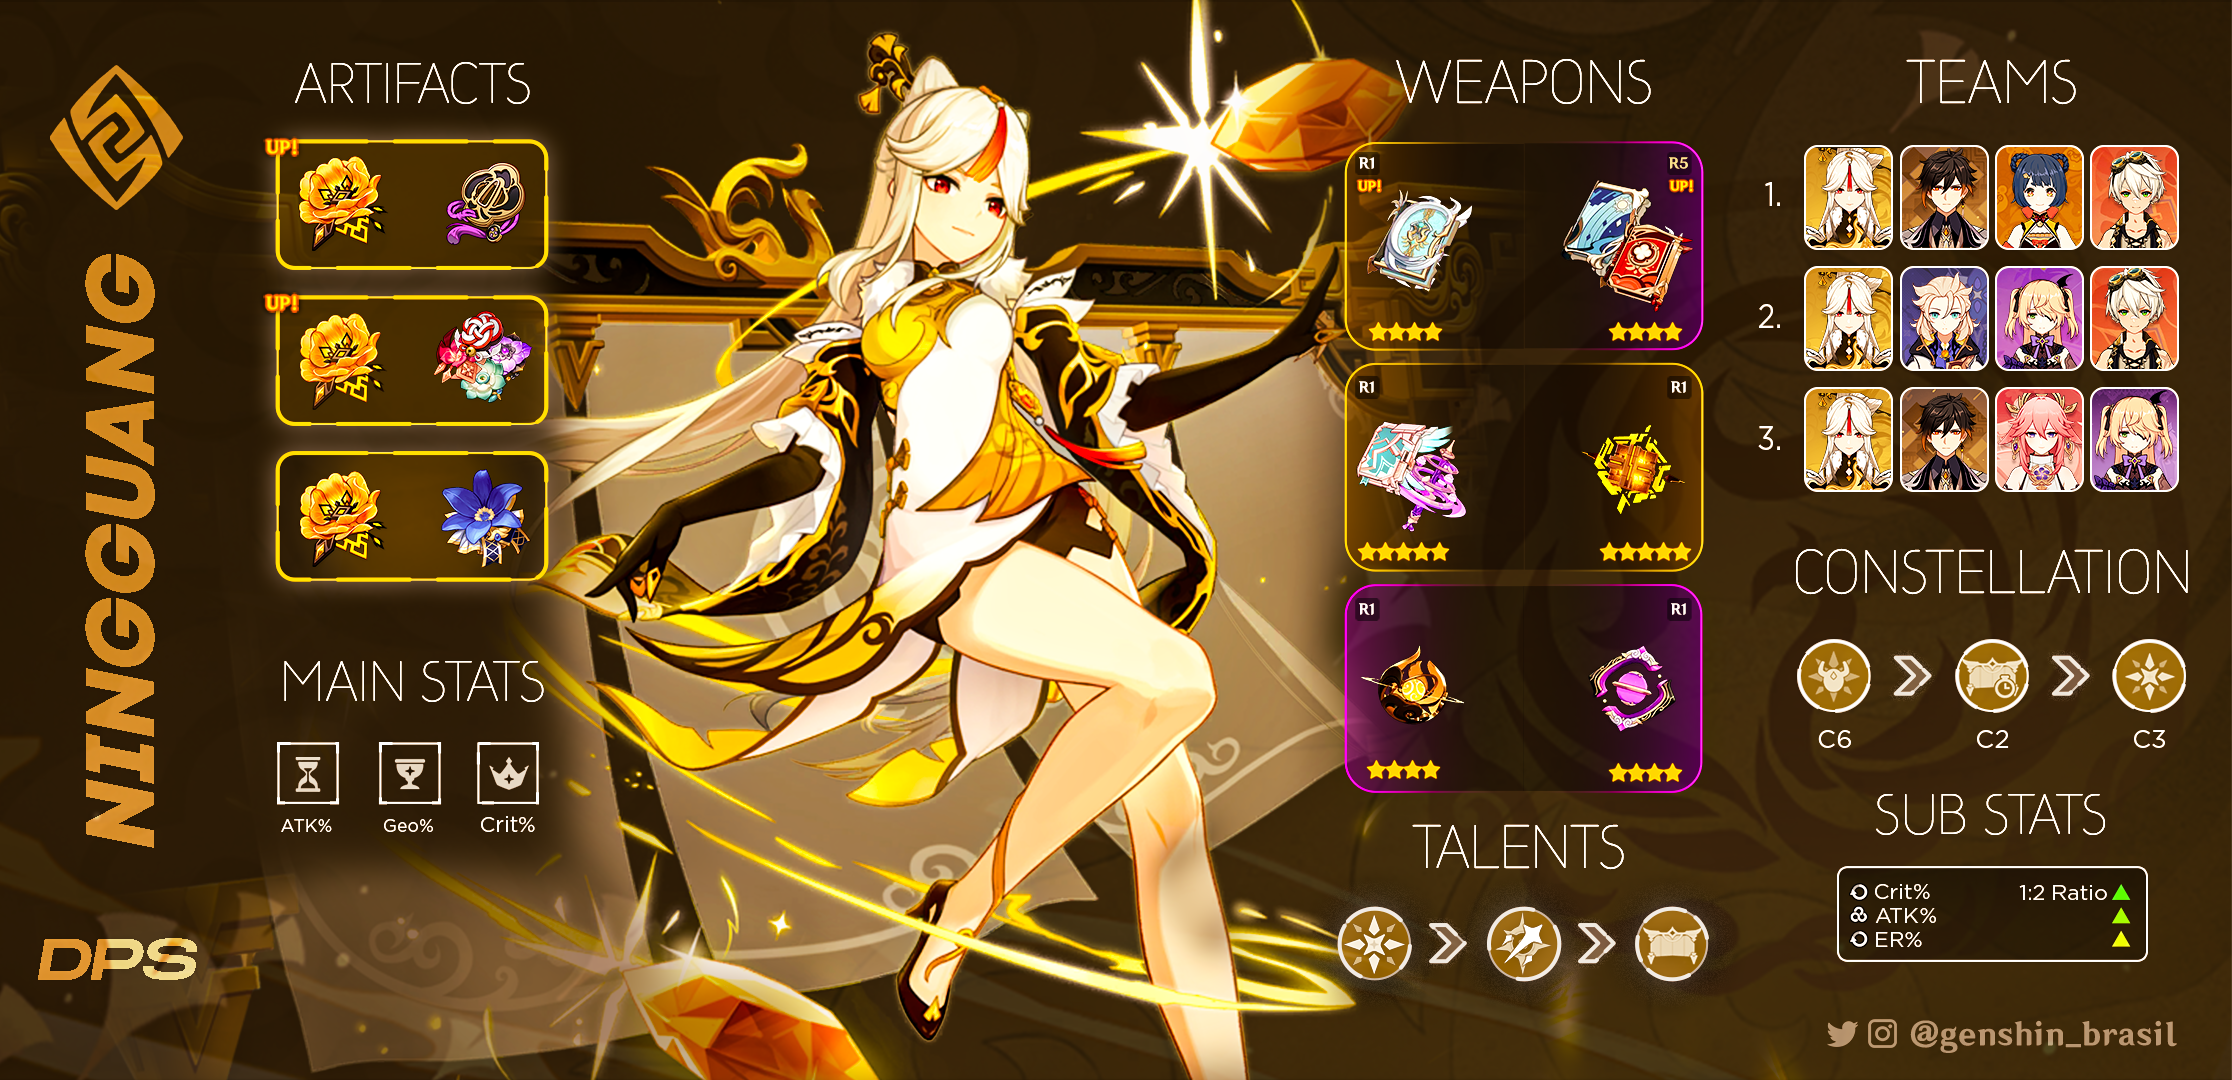 NINGGUANG
DPS
ARTIFACTS
UP!
UP!
MAIN STATS
ATK%
Geo%
Crit%
WEAPONS
R1
R5
UP!
UP!
R1
R1
R1
R1
TALENTS
TEAMS
1.
2.
3.
CONSTELLATION
C6
C2
C3
SUB STATS
Crit% 1:2 Ratio
ATK%
ER%
@genshin_brasil